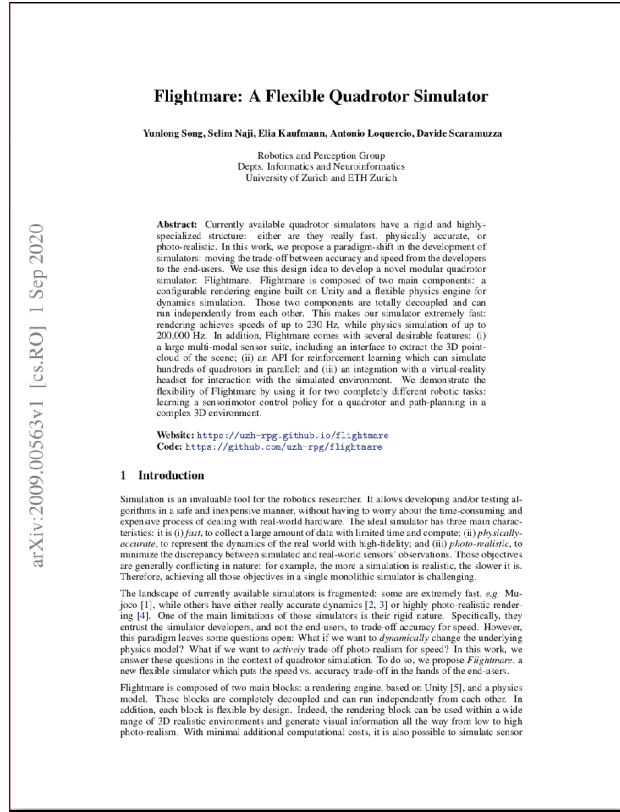 Flightmare: A Flexible Quadrotor Simulator
Yunlong Song, Selim Naji, Elia Kaufmann, Antonio Loquercio, Davide Scaramuzza
Robotics and Perception Group
Depts. Informatics and Neuroinformatics
University of Zurich and ETH Zurich
arXiv:2009.00563v1 [cs.RO] 1 Sep 2020
Abstract: Currently available quadrotor simulators have a rigid and highly-
specialized structure: either are they really fast, physically accurate, or
photo-realistic. In this work, we propose a paradigm-shift in the development of
simulators: moving the trade-off between accuracy and speed from the developers
to the end-users. We use this design idea to develop a novel modular quadrotor
simulator: Flightmare. Flightmare is composed of two main components: a
configurable rendering engine built on Unity and a flexible physics engine for
dynamics simulation. Those two components are totally decoupled and can
run independently from each other. This makes our simulator extremely fast:
rendering achieves speeds of up to 230 Hz, while physics simulation of up to
200,000 Hz. In addition, Flightmare comes with several desirable features: (i)
a large multi-modal sensor suite, including an interface to extract the 3D point-
cloud of the scene; (ii) an API for reinforcement learning which can simulate
hundreds of quadrotors in parallel; and (iii) an integration with a virtual-reality
headset for interaction with the simulated environment. We demonstrate the
flexibility of Flightmare by using it for two completely different robotic tasks:
learning a sensorimotor control policy for a quadrotor and path-planning in a
complex 3D environment.
Website: https://uzh-rpg.github.io/flightmare
Code: https://github.com/uzh-rpg/flightmare
1 Introduction
Simulation is an invaluable tool for the robotics researcher. It allows developing and/or testing al-
gorithms in a safe and inexpensive manner, without having to worry about the time-consuming and
expensive process of dealing with real-world hardware. The ideal simulator has three main charac-
teristics: it is (i) fast, to collect a large amount of data with limited time and compute; (ii) physically-
accurate, to represent the dynamics of the real world with high-fidelity; and (iii) photo-realistic, to
minimize the discrepancy between simulated and real-world sensors' observations. Those objectives
are generally conflicting in nature: for example, the more a simulation is realistic, the slower it is.
Therefore, achieving all those objectives in a single monolithic simulator is challenging.
The landscape of currently available simulators is fragmented: some are extremely fast, e.g. Mu-
joco [1], while others have either really accurate dynamics [2, 3] or highly photo-realistic render-
ing [4]. One of the main limitations of those simulators is their rigid nature. Specifically, they
entrust the simulator developers, and not the end-users, to trade-off accuracy for speed. However,
this paradigm leaves some questions open: What if we want to dynamically change the underlying
physics model? What if we want to actively trade-off photo-realism for speed? In this work, we
answer these questions in the context of quadrotor simulation. To do so, we propose Flightmare, a
new flexible simulator which puts the speed vs. accuracy trade-off in the hands of the end-users.
Flightmare is composed of two main blocks: a rendering engine, based on Unity [5], and a physics
model. These blocks are completely decoupled and can run independently from each other. In
addition, each block is flexible by design. Indeed, the rendering block can be used within a wide
range of 3D realistic environments and generate visual information all the way from low to high
photo-realism. With minimal additional computational costs, it is also possible to simulate sensor